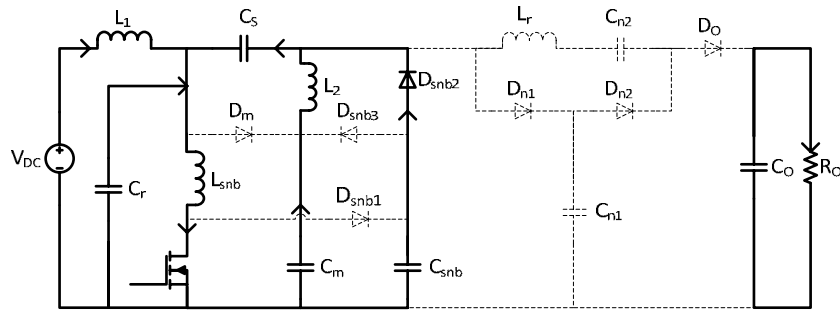 L1
CS
Lr
Cn2
DO
L2
Dsnb2
Dn1
Dn2
Dm
Dsnb3
VDC
+
−
Cr
Lsnb
CO
RO
Dsnb1
Cn1
Cm
Csnb